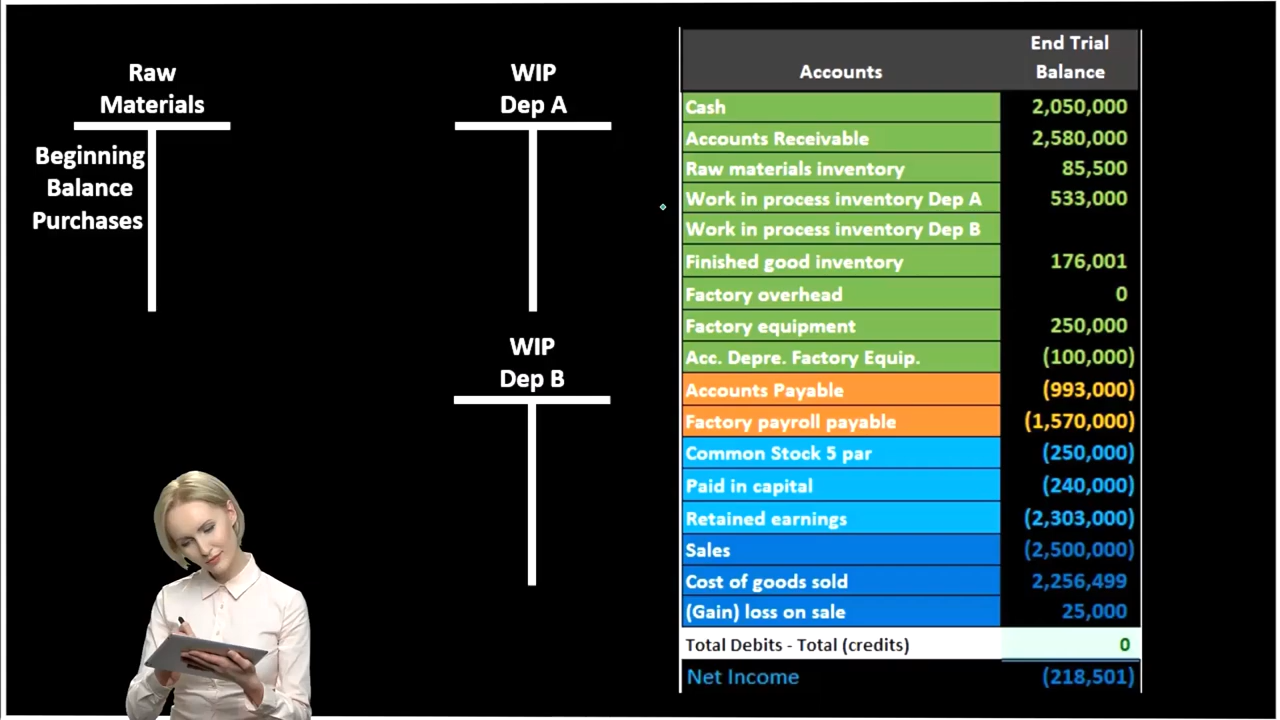 Raw
Materials
Beginning
Balance
Purchases
WIP
Dep A
WIP
Dep B
Accounts End Trial Balance
Cash 2,050,000
Accounts Receivable 2,580,000
Raw materials inventory 85,500
Work in process inventory Dep A 533,000
Work in process inventory Dep B
Finished good inventory 176,001
Factory overhead 0
Factory equipment 250,000
Acc. Depre. Factory Equip. (100,000)
Accounts Payable (993,000)
Factory payroll payable (1,570,000)
Common Stock 5 par (250,000)
Paid in capital (240,000)
Retained earnings (2,303,000)
Sales (2,500,000)
Cost of goods sold 2,256,499
(Gain) loss on sale 25,000
Total Debits - Total (credits) 0
Net Income (218,501)